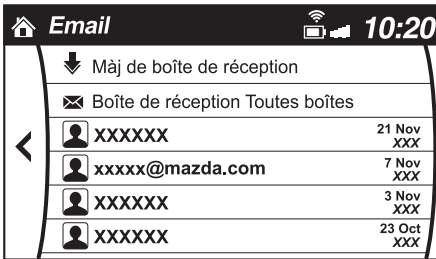 Email 10:20
Màj de boîte de réception
Boîte de réception Toutes boîtes
XXXXXX 21 Nov
XXX
xxxxx@mazda.com 7 Nov
XXX
XXXXXX 3 Nov
XXX
XXXXXX 23 Oct
XXX